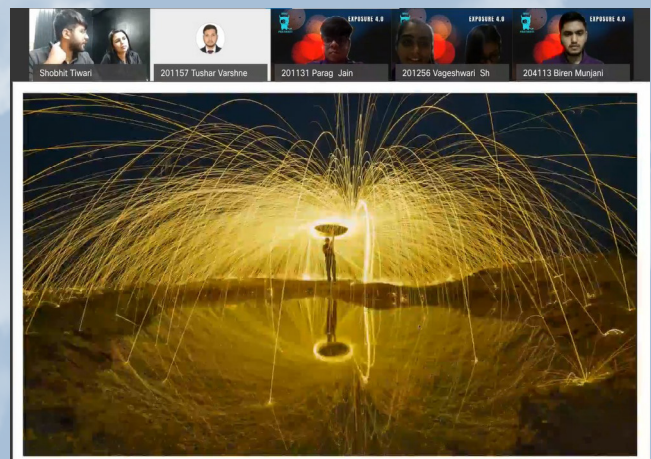 EXPOSURE 4.0
EXPOSURE 4.0
EXPOSURE 4.0
Shobhit Tiwari
201157 Tushar Varshne
201131 Parag Jain
201256 Vageshwari Sh
204113 Biren Munjani